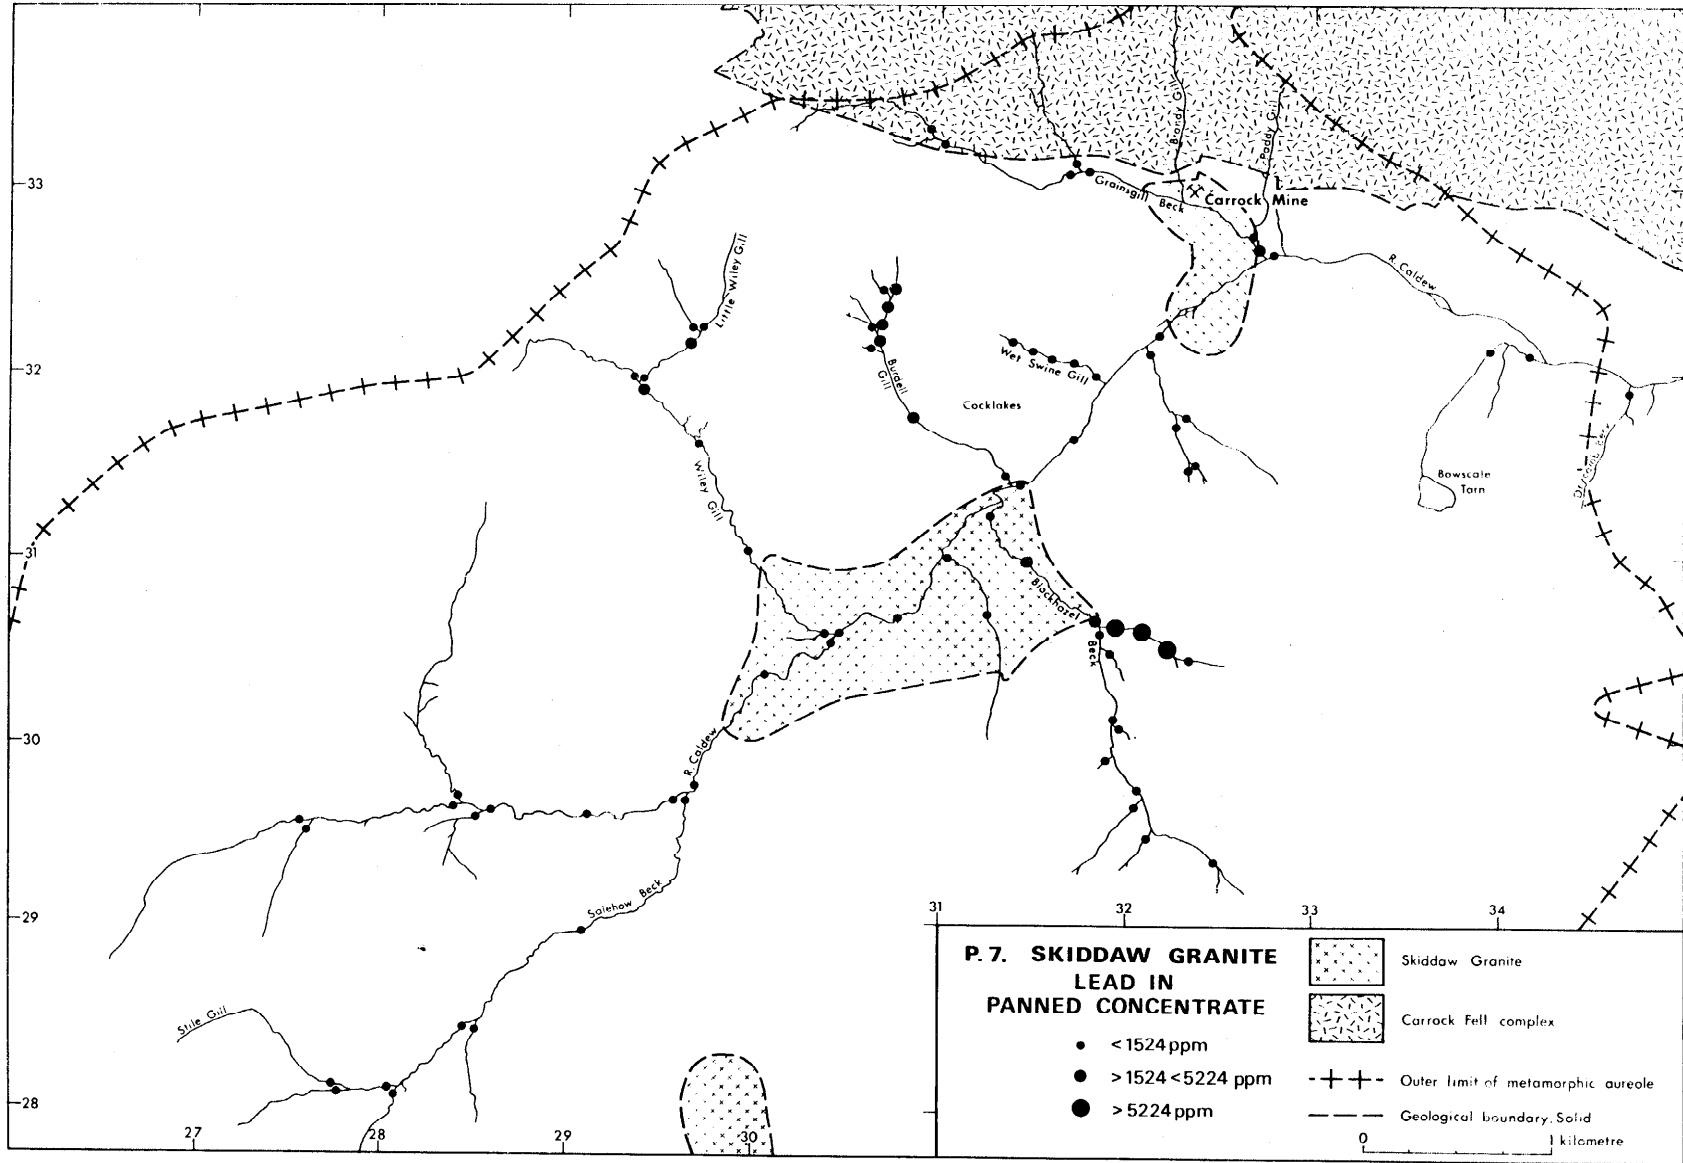 33
32
31
30
29
28
27
28
29
30
Brandy Gill
Paddy Gill
Grainsgill Beck
Carrock Mine
R. Caldew
Little Wiley Gill
Burdell
Gill
Wet Swine Gill
Cocklakes
Bowscale
Tarn
Beck
Wiley Gill
Blackhazel
Beck
R. Caldew
Salehow Beck
Stile Gill
31
32
33
34
P. 7. SKIDDAW GRANITE
LEAD IN
PANNED CONCENTRATE
<1524 ppm
>1524 <5224 ppm
>5224 ppm
Skiddaw Granite
Carrock Fell complex
Outer limit of metamorphic aureole
Geological boundary, Solid
0 1 kilometre